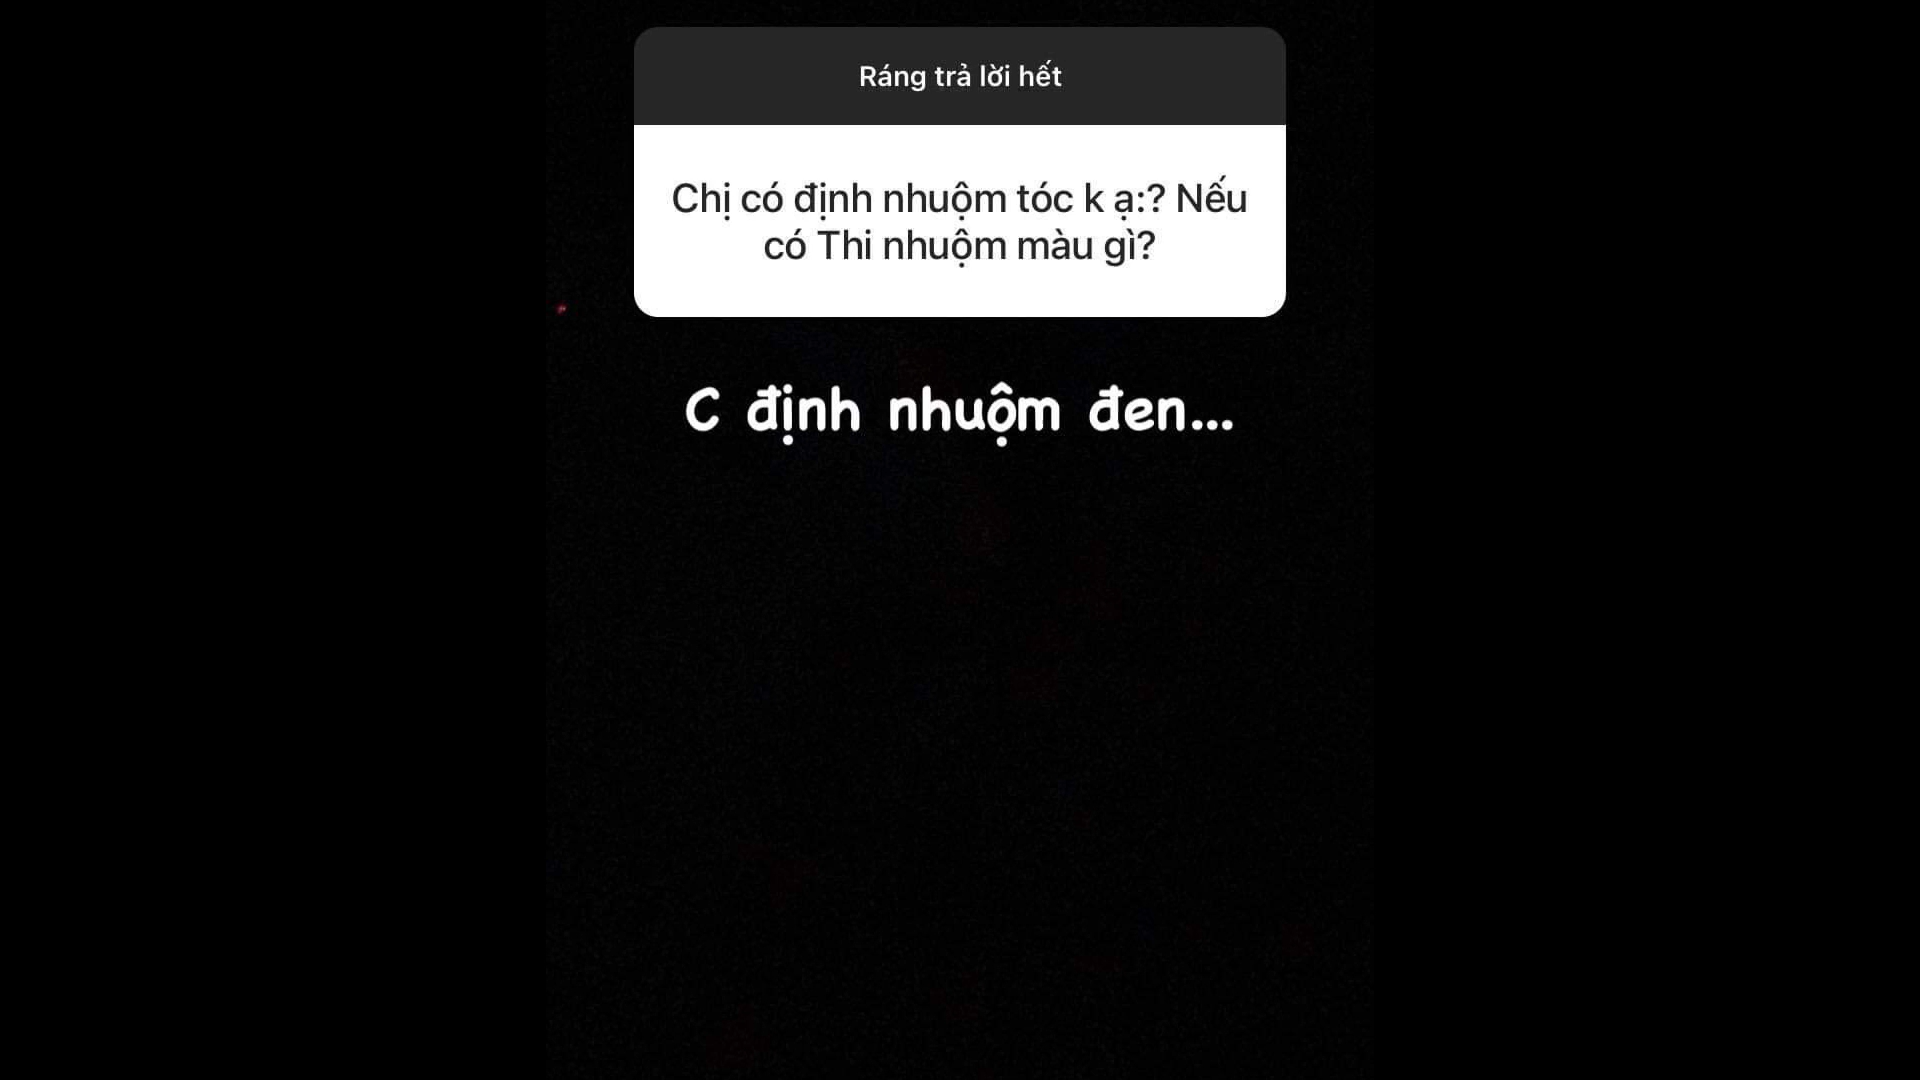 Ráng trả lời hết
Chị có định nhuộm tóc k ạ:? Nếu
có Thi nhuộm màu gì?
C định nhuộm đen...